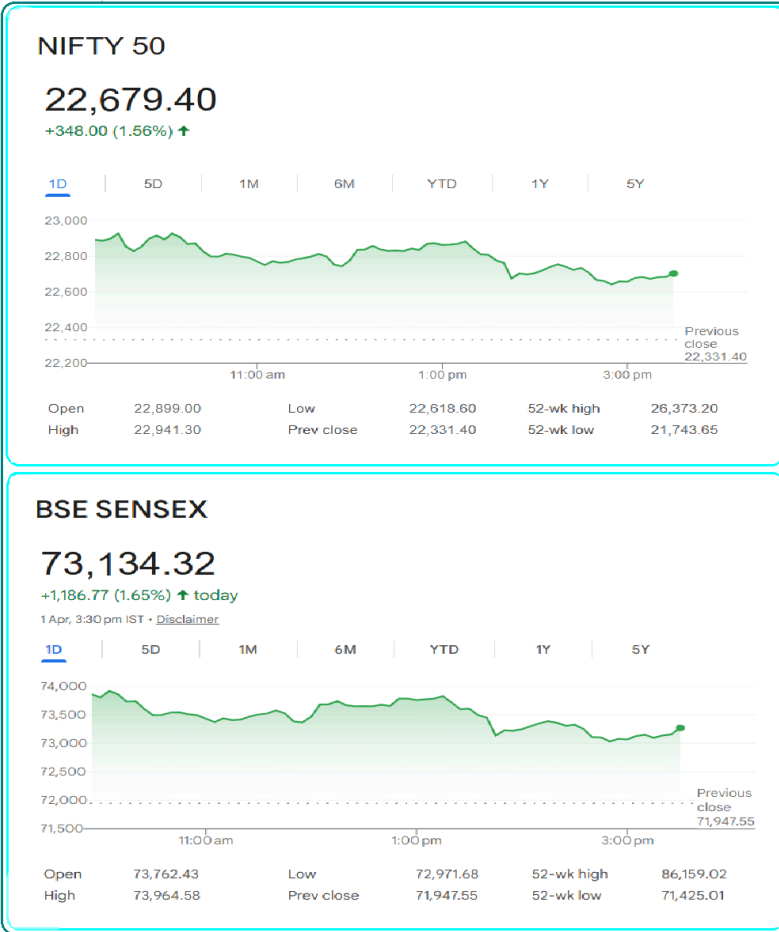 NIFTY 50
22,679.40
+348.00 (1.56%) ↑
1D 5D 1M 6M YTD 1Y 5Y
23,000
22,800
22,600
22,400
22,200
Previous
close
22,331.40
11:00 am 1:00 pm 3:00 pm
Open 22,899.00 Low 22,618.60 52-wk high 26,373.20
High 22,941.30 Prev close 22,331.40 52-wk low 21,743.65
BSE SENSEX
73,134.32
+1,186.77 (1.65%) ↑ today
1 Apr, 3:30 pm IST • Disclaimer
1D 5D 1M 6M YTD 1Y 5Y
74,000
73,500
73,000
72,500
72,000
71,500
Previous
close
71,947.55
11:00 am 1:00 pm 3:00 pm
Open 73,762.43 Low 72,971.68 52-wk high 86,159.02
High 73,964.58 Prev close 71,947.55 52-wk low 71,425.01